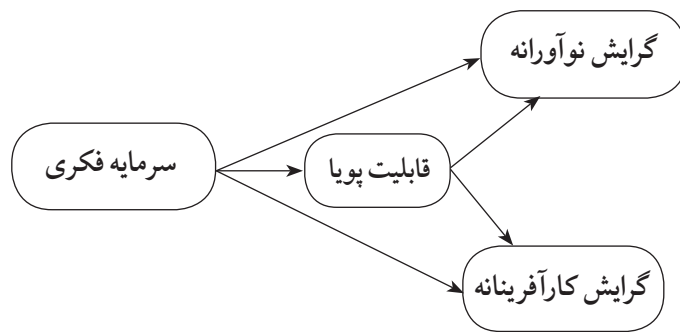 گرایش نوآورانه
سرمایه فکری
قابلیت پویا
گرایش کارآفرینانه